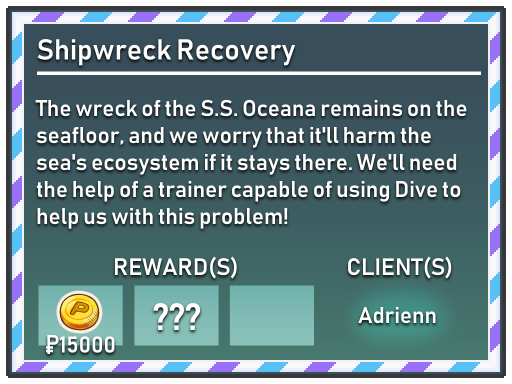 Shipwreck Recovery
The wreck of the S.S. Oceana remains on the
seafloor, and we worry that it'll harm the
sea's ecosystem if it stays there. We'll need
the help of a trainer capable of using Dive to
help us with this problem!
REWARD(S) CLIENT(S)
P
??? Adrienn
₽15000